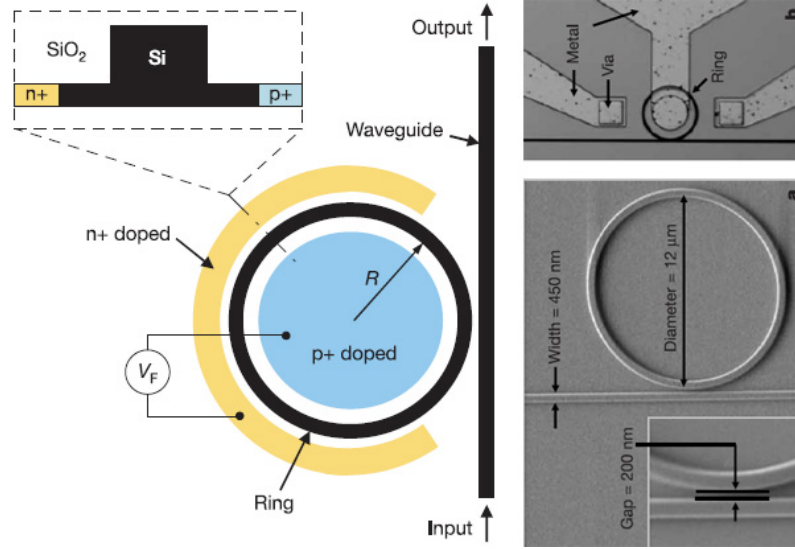 SiO2
Si
n+
p+
Output
Waveguide
n+ doped
R
p+ doped
VF
Ring
Input
b
Metal
Via
Ring
a
Width = 450 nm
Diameter = 12 µm
Gap = 200 nm